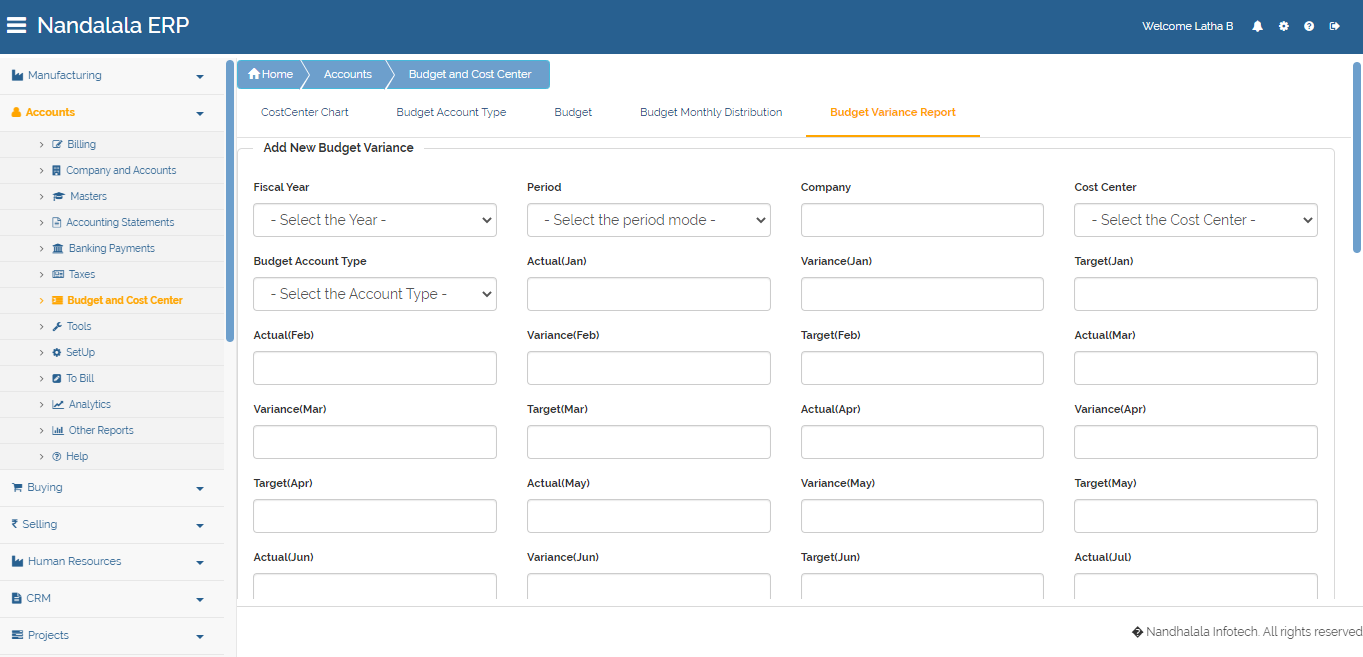 Nandalala ERP
Welcome Latha B
Manufacturing
Accounts
Billing
Company and Accounts
Masters
Accounting Statements
Banking Payments
Taxes
Budget and Cost Center
Tools
SetUp
To Bill
Analytics
Other Reports
Help
Buying
Selling
Human Resources
CRM
Projects
Home Accounts Budget and Cost Center
CostCenter Chart Budget Account Type Budget Budget Monthly Distribution Budget Variance Report
Add New Budget Variance
Fiscal Year Period Company Cost Center
- Select the Year - - Select the period mode - - Select the Cost Center -
Budget Account Type Actual(Jan) Variance(Jan) Target(Jan)
- Select the Account Type -
Actual(Feb) Variance(Feb) Target(Feb) Actual(Mar)
Variance(Mar) Target(Mar) Actual(Apr) Variance(Apr)
Target(Apr) Actual(May) Variance(May) Target(May)
Actual(Jun) Variance(Jun) Target(Jun) Actual(Jul)
� Nandhalala Infotech. All rights reserved